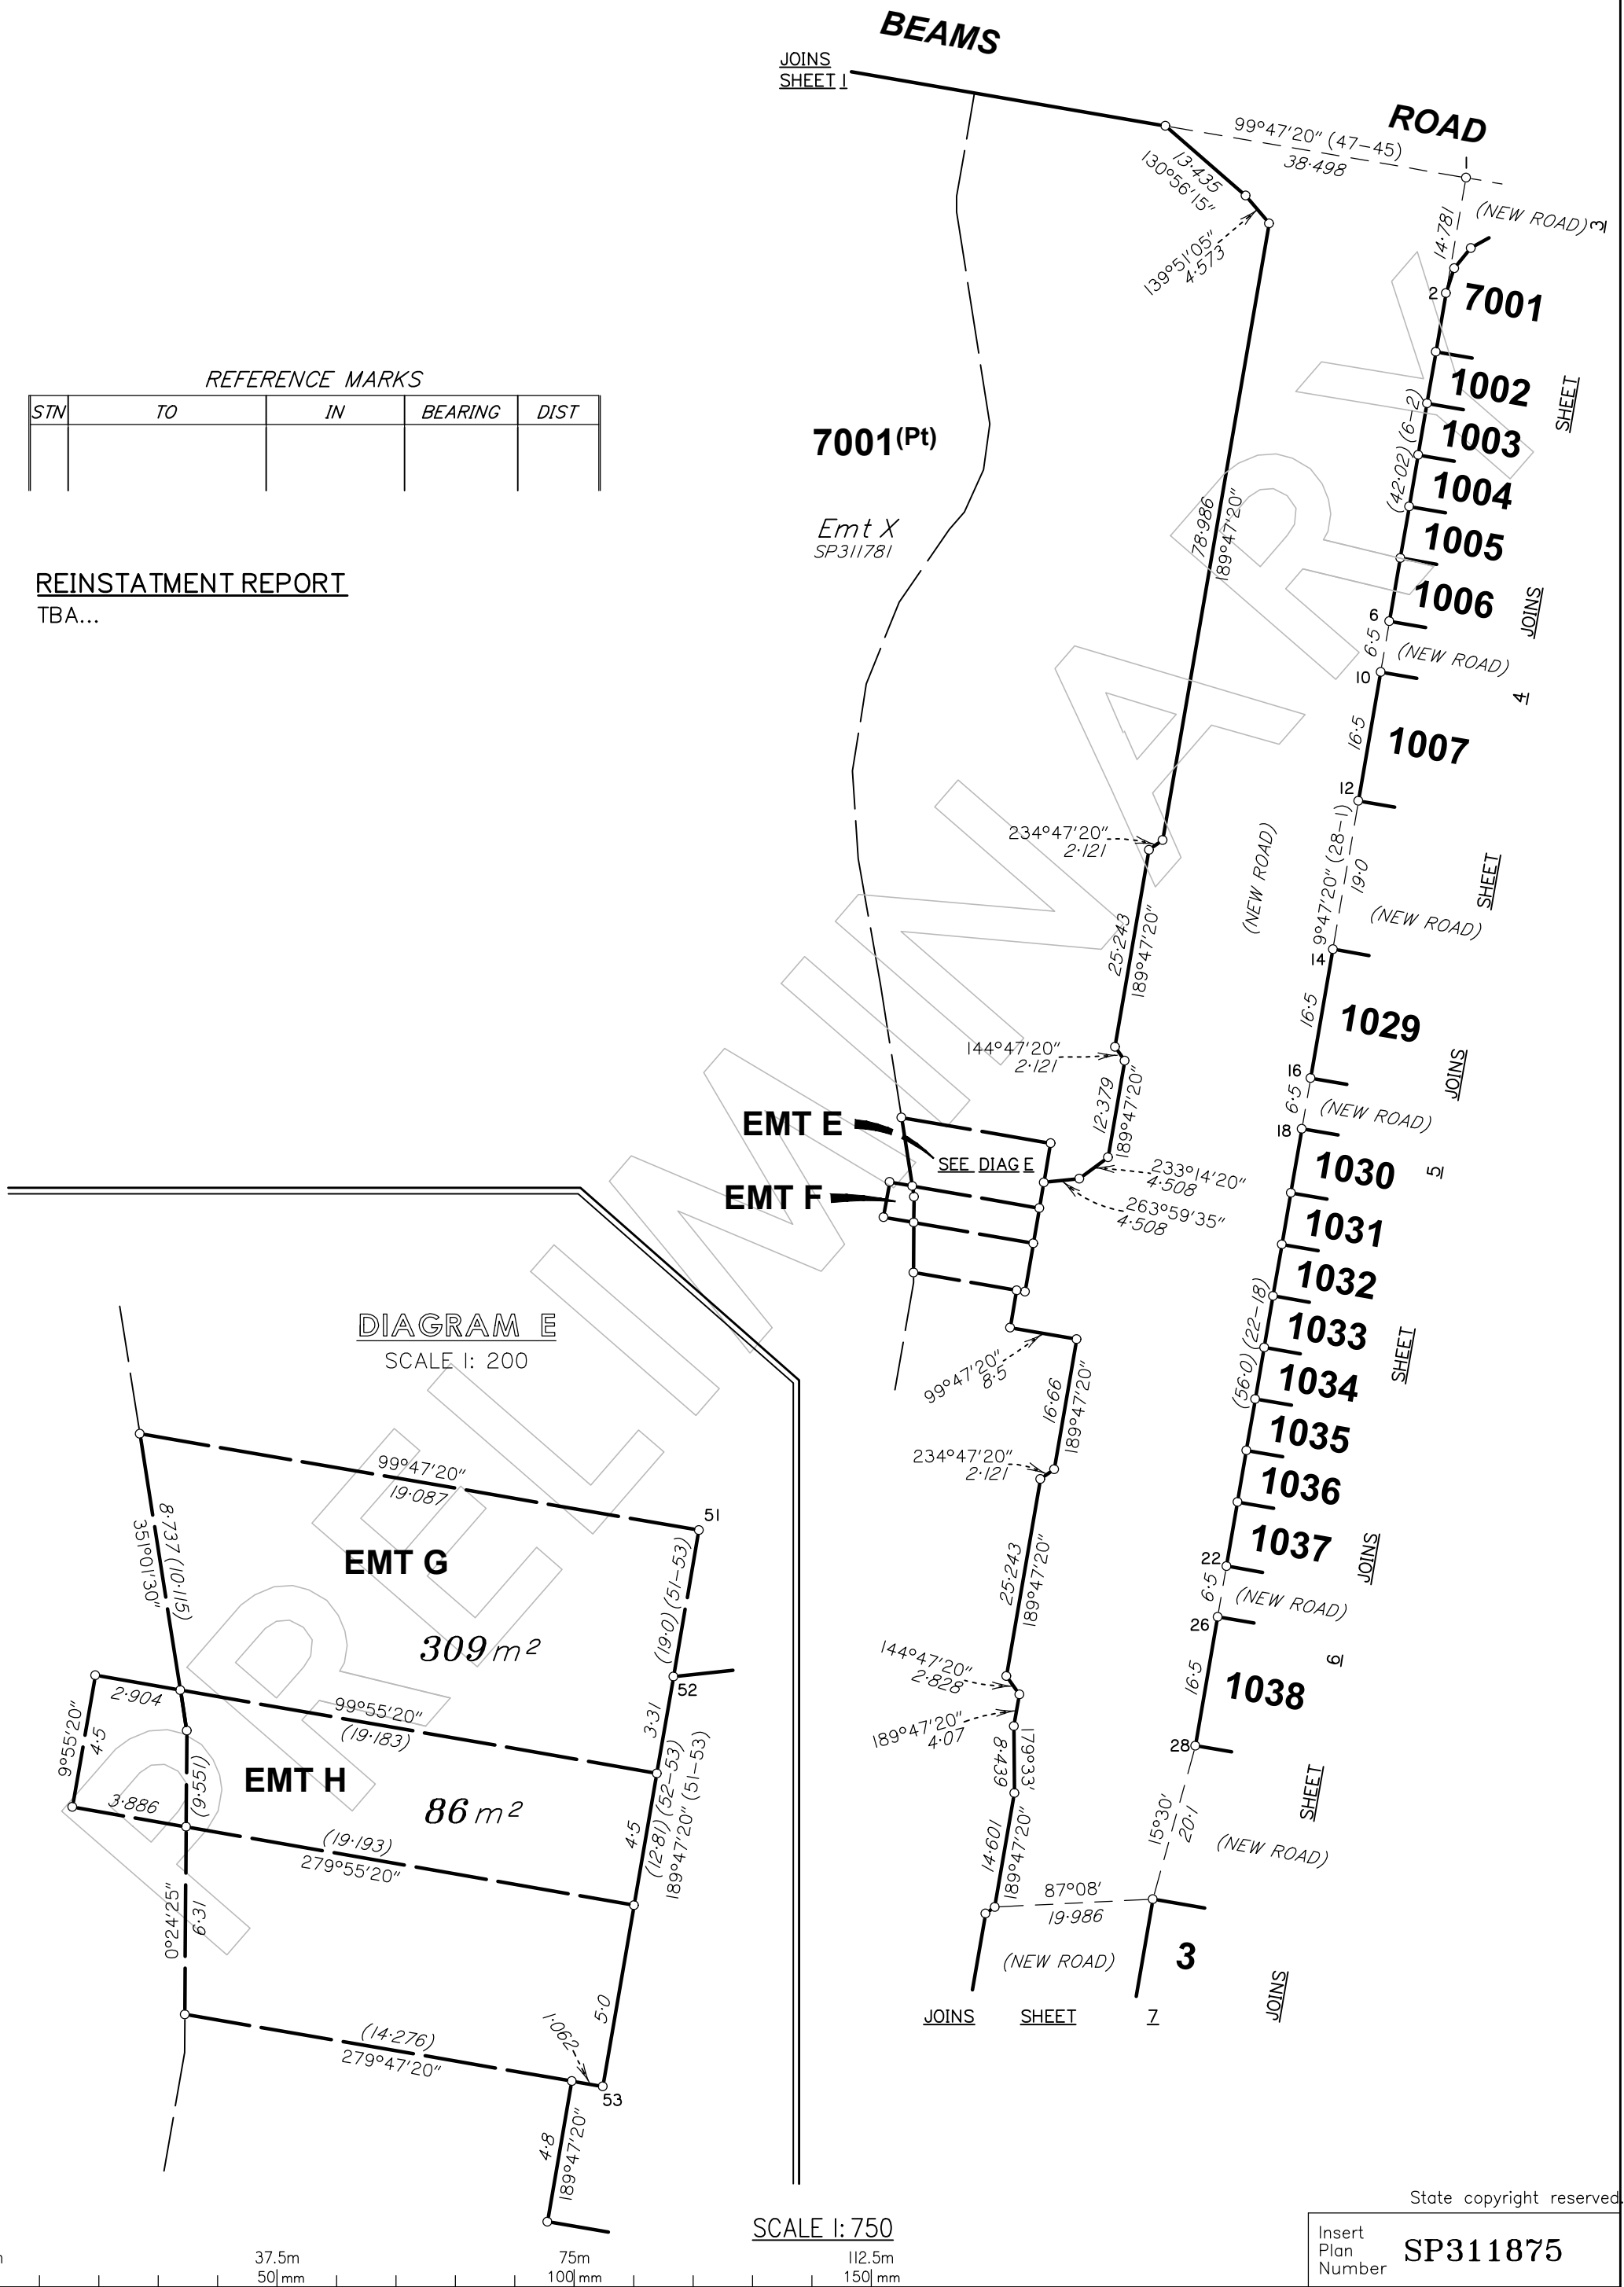 BEAMS
JOINS
SHEET 1
ROAD
99°47'20" (47-45)
38·498
13·435
130°56'15"
1
(NEW ROAD)
3
14·781
139°51'05"
4·573
2
7001
REFERENCE MARKS
STN TO IN BEARING DIST
1002
SHEET
7001(Pt)
(42·02) (6-2)
1003
1004
Emt X
SP311781
78·986
189°47'20"
1005
REINSTATMENT REPORT
TBA...
1006
JOINS
6
6·5
(NEW ROAD)
10
4
16·5
1007
12
234°47'20"
2·121
(NEW ROAD)
9°47'20" (28-1)
19·0
SHEET
(NEW ROAD)
25·243
189°47'20"
14
16·5
1029
144°47'20"
2·121
16
JOINS
6·5
(NEW ROAD)
12·379
189°47'20"
EMT E
18
SEE DIAG E
233°14'20"
4·508
1030
5
EMT F
263°59'35"
4·508
1031
1032
DIAGRAM E
SCALE 1: 200
(56·0) (22-18)
1033
SHEET
99°47'20"
8·5
16·66
189°47'20"
1034
1035
234°47'20"
2·121
99°47'20"
19·087
1036
51
8·737 (10·115)
351°01'30"
EMT G
(19·0) (51-53)
25·243
189°47'20"
1037
JOINS
22
6·5
(NEW ROAD)
26
309 m²
144°47'20"
2·828
6
16·5
1038
2·904
52
99°55'20"
(19·183)
3·31
189°47'20"
4·07
28
9°55'20"
4·5
EMT H
(9·551)
179°33'
8·439
SHEET
3·886
86 m²
4·5
(12·81) (52-53)
189°47'20" (51-53)
15°30'
20·1
(NEW ROAD)
(19·193)
279°55'20"
14·601
189°47'20"
87°08'
19·986
0°24'25"
6·31
(NEW ROAD)
3
JOINS
5·0
JOINS SHEET 7
1·062
(14·276)
279°47'20"
53
4·8
189°47'20"
PRELIMINARY
State copyright reserved.
SCALE 1: 750
Insert
Plan
Number
SP311875
37.5m 75m 112.5m
50 mm 100 mm 150 mm